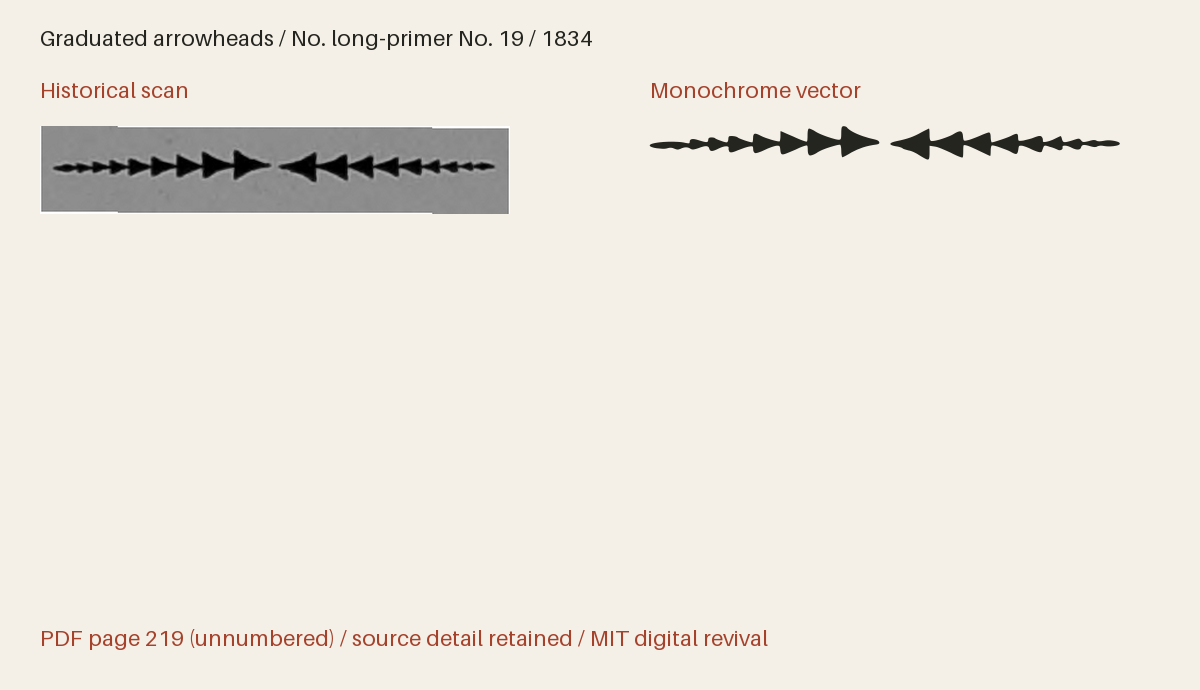 Graduated arrowheads / No. long-primer No. 19 / 1834
Historical scan
Monochrome vector
PDF page 219 (unnumbered) / source detail retained / MIT digital revival